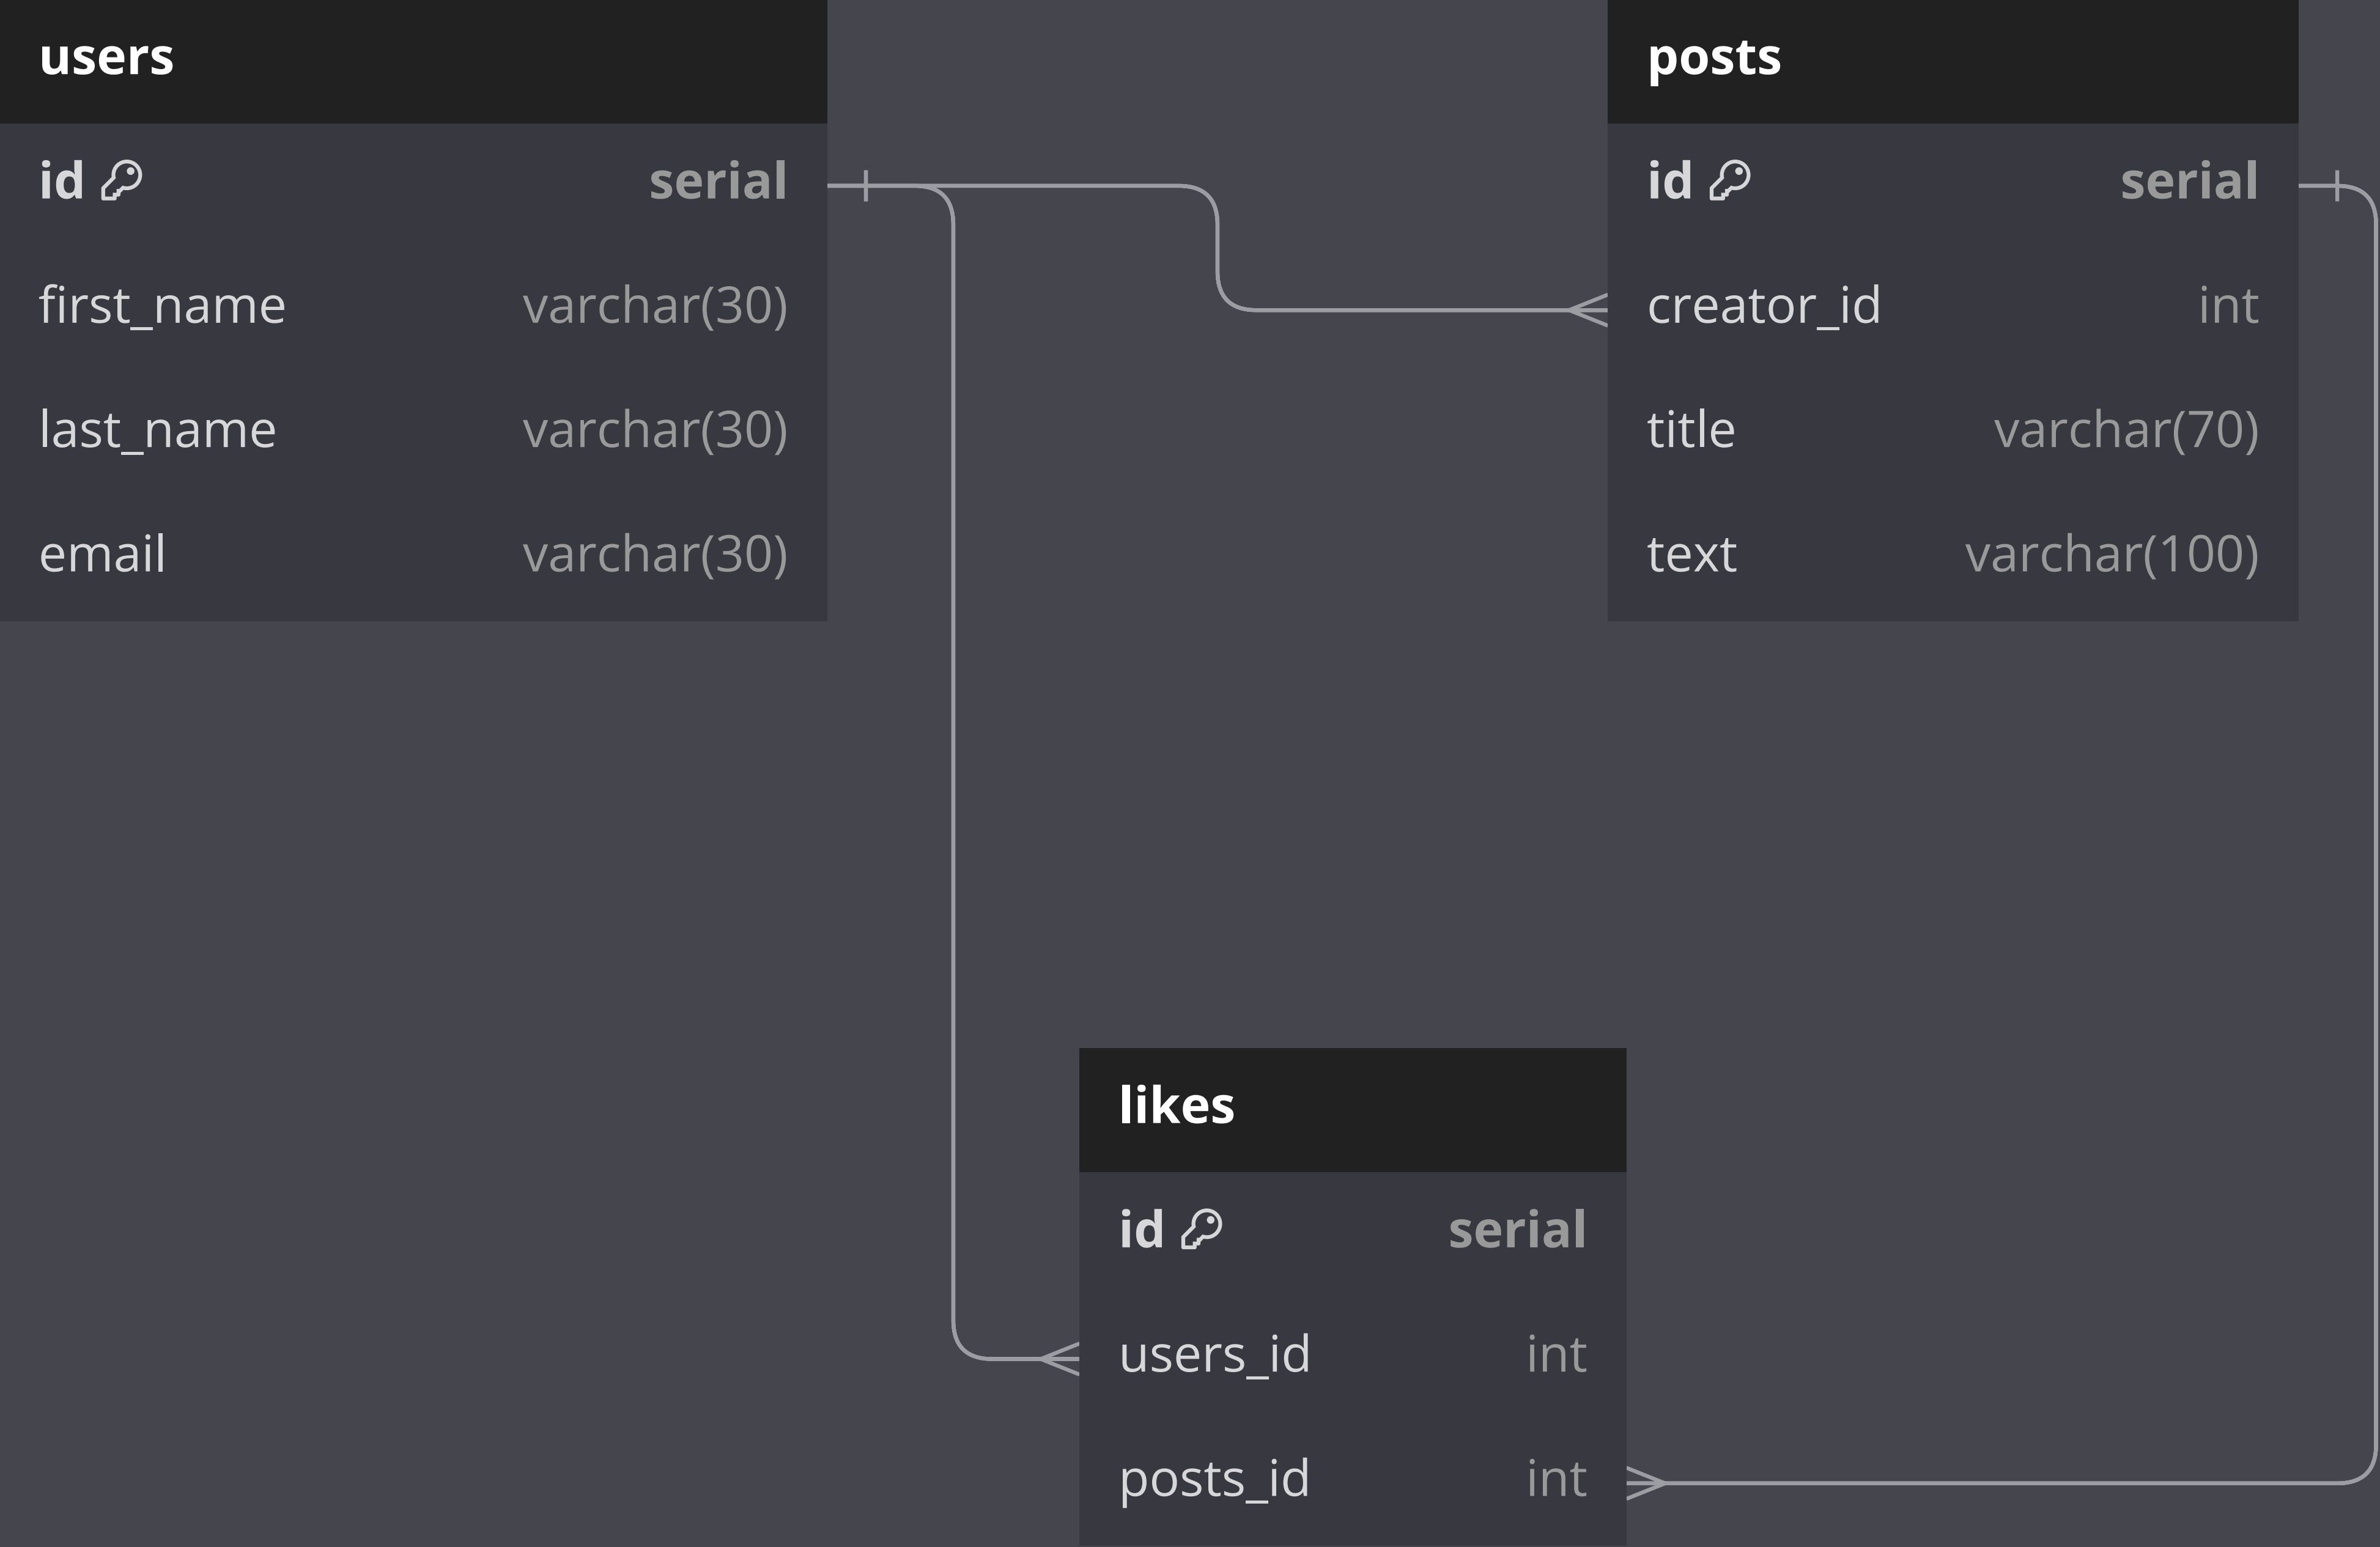 users
id serial
first_name varchar(30)
last_name varchar(30)
email varchar(30)
posts
id serial
creator_id int
title varchar(70)
text varchar(100)
likes
id serial
users_id int
posts_id int